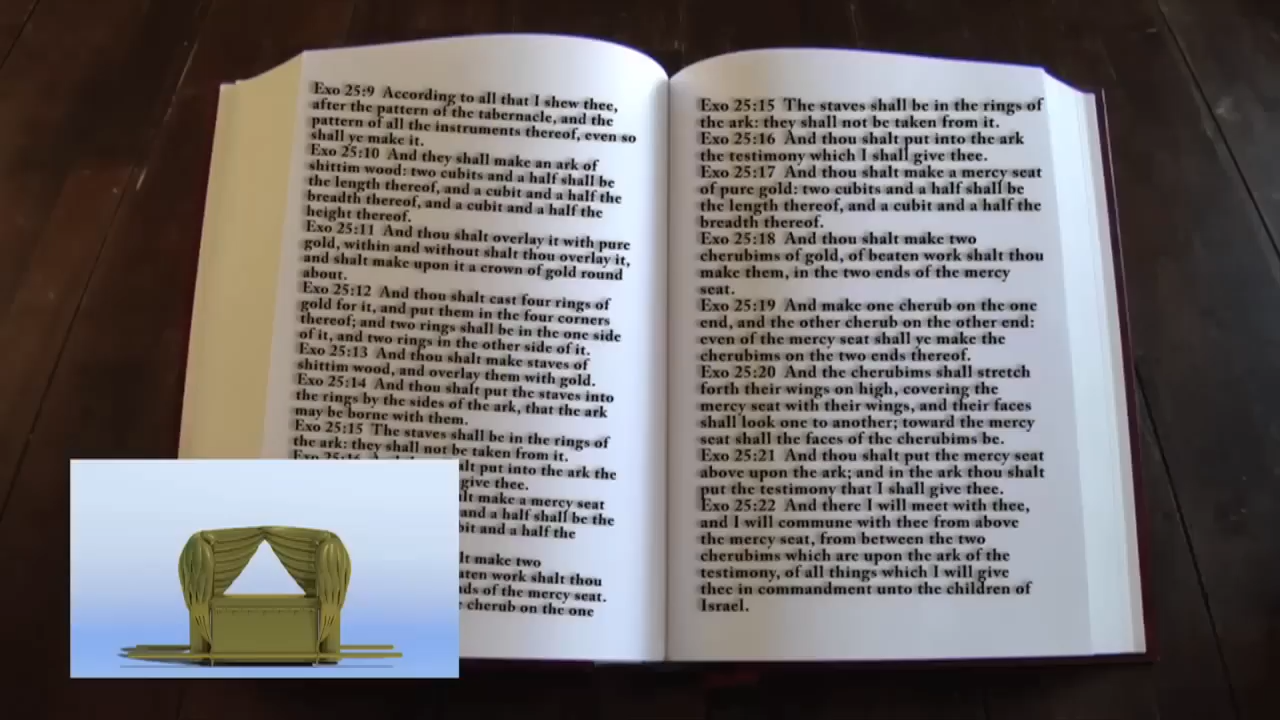 Exo 25:9 According to all that I shew thee,
after the pattern of the tabernacle, and the
pattern of all the instruments thereof, even so
shall ye make it.
Exo 25:10 And they shall make an ark of
shittim wood: two cubits and a half shall be
the length thereof, and a cubit and a half the
breadth thereof, and a cubit and a half the
height thereof.
Exo 25:11 And thou shalt overlay it with pure
gold, within and without shalt thou overlay it,
and shalt make upon it a crown of gold round
about.
Exo 25:12 And thou shalt cast four rings of
gold for it, and put them in the four corners
thereof; and two rings shall be in the one side
of it, and two rings in the other side of it.
Exo 25:13 And thou shalt make staves of
shittim wood, and overlay them with gold.
Exo 25:14 And thou shalt put the staves into
the rings by the sides of the ark, that the ark
may be borne with them.
Exo 25:15 The staves shall be in the rings of
the ark: they shall not be taken from it.
Exo 25:16 put into the ark the
give thee.
make a mercy seat
and a half shall be the
and a half the
make two
work shalt thou
of the mercy seat.
cherub on the one
Exo 25:15 The staves shall be in the rings of
the ark: they shall not be taken from it.
Exo 25:16 And thou shalt put into the ark
the testimony which I shall give thee.
Exo 25:17 And thou shalt make a mercy seat
of pure gold: two cubits and a half shall be
the length thereof, and a cubit and a half the
breadth thereof.
Exo 25:18 And thou shalt make two
cherubims of gold, of beaten work shalt thou
make them, in the two ends of the mercy
seat.
Exo 25:19 And make one cherub on the one
end, and the other cherub on the other end:
even of the mercy seat shall ye make the
cherubims on the two ends thereof.
Exo 25:20 And the cherubims shall stretch
forth their wings on high, covering the
mercy seat with their wings, and their faces
shall look one to another; toward the mercy
seat shall the faces of the cherubims be.
Exo 25:21 And thou shalt put the mercy seat
above upon the ark; and in the ark thou shalt
put the testimony that I shall give thee.
Exo 25:22 And there I will meet with thee,
and I will commune with thee from above
the mercy seat, from between the two
cherubims which are upon the ark of the
testimony, of all things which I will give
thee in commandment unto the children of
Israel.